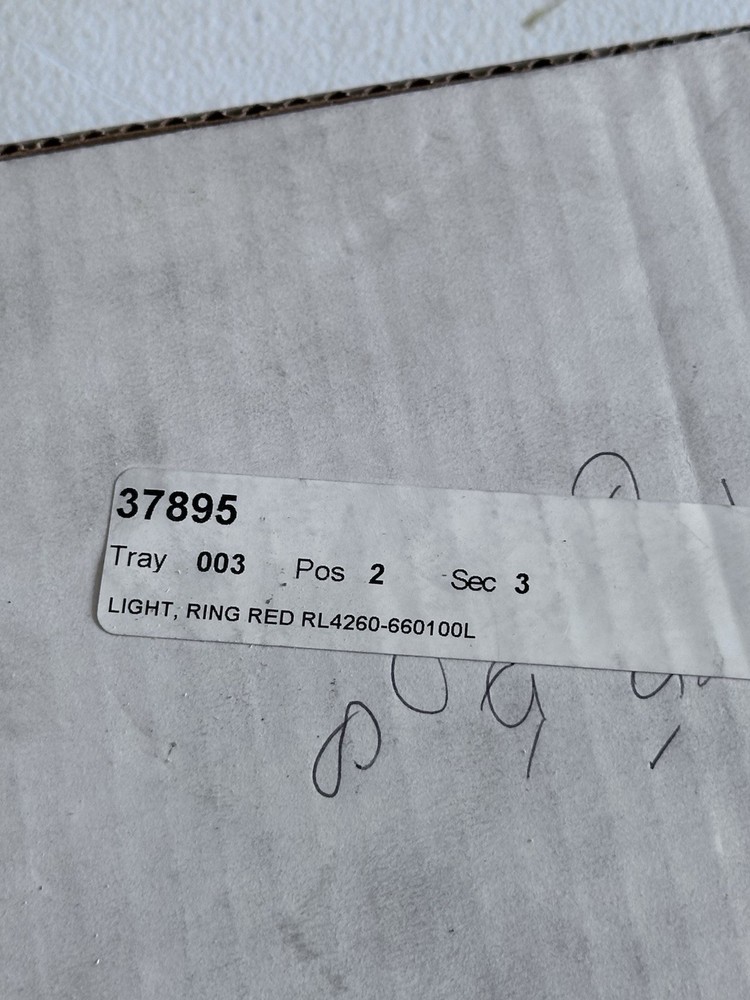 37895
Tray 003 Pos 2 Sec 3
LIGHT, RING RED RL4260-660100L